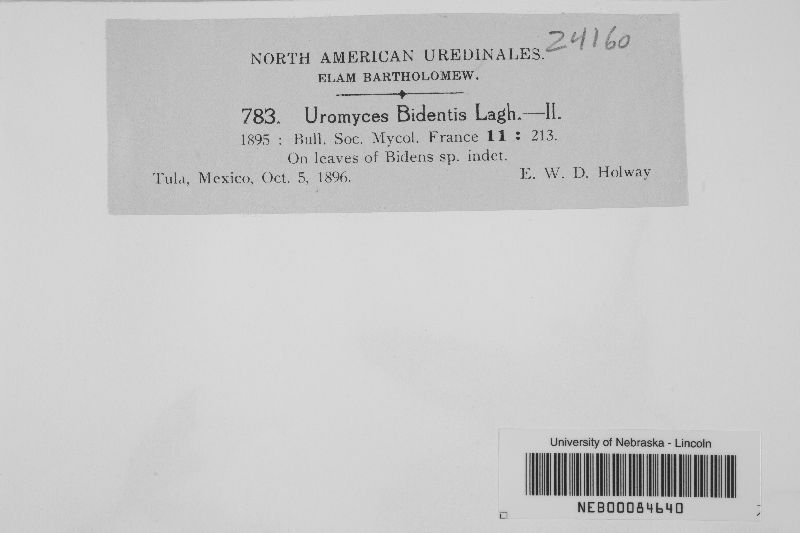 24160
NORTH AMERICAN UREDINALES.
ELAM BARTHOLOMEW.
783. Uromyces Bidentis Lagh.—II.
1895 : Bull. Soc. Mycol. France 11 : 213.
On leaves of Bidens sp. indet.
Tula, Mexico, Oct. 5, 1896. E. W. D. Holway
University of Nebraska - Lincoln
NEB00084640